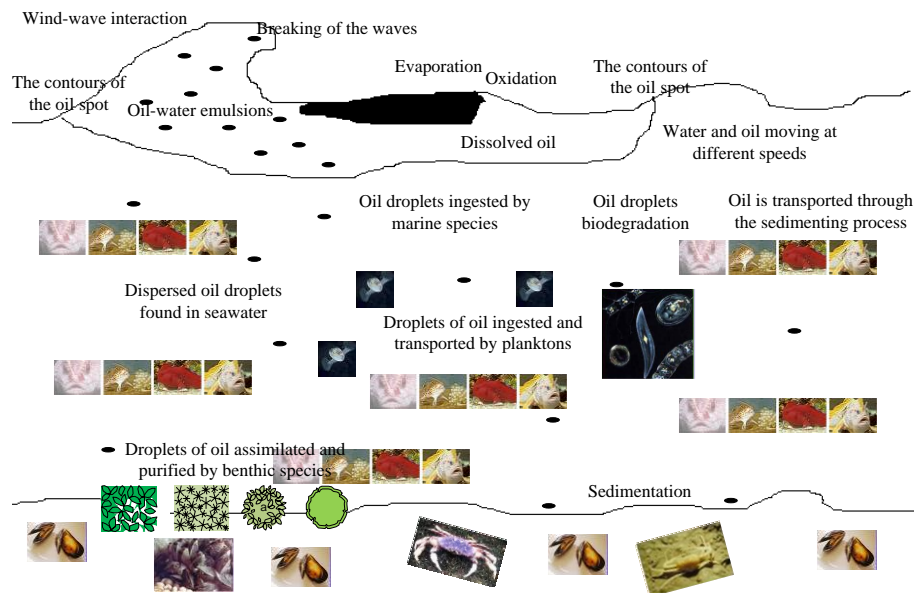 Wind-wave interaction
Breaking of the waves
Evaporation
Oxidation
The contours of
the oil spot
The contours of
the oil spot
Oil-water emulsions
Dissolved oil
Water and oil moving at
different speeds
Oil droplets ingested by
marine species
Oil droplets
biodegradation
Oil is transported through
the sedimenting process
Dispersed oil droplets
found in seawater
Droplets of oil ingested and
transported by planktons
Droplets of oil assimilated and
purified by benthic species
Sedimentation
a